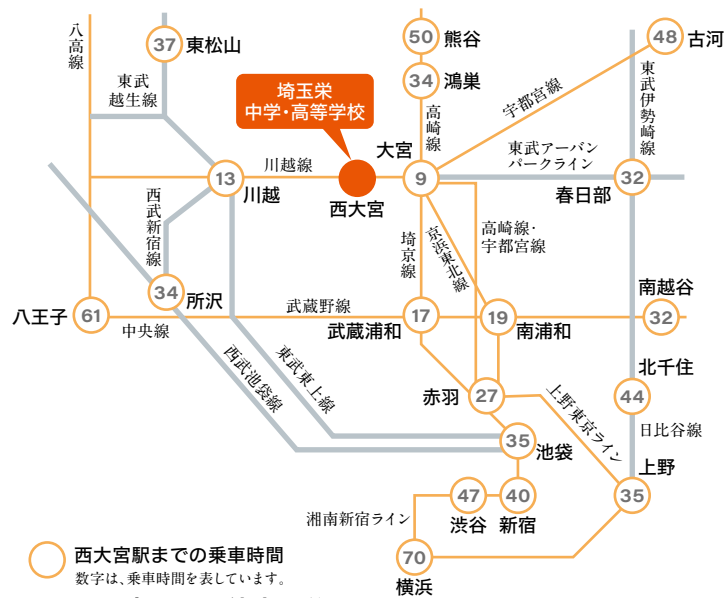 八高線
37
東松山
50
熊谷
48
古河
34
鴻巣
東武
越生線
埼玉栄
中学・高等学校
高崎線
宇都宮線
東武伊勢崎線
大宮
東武アーバン
パークライン
川越線
13
川越
西大宮
9
32
春日部
西武新宿線
埼京線
京浜東北線
高崎線・
宇都宮線
34
所沢
南越谷
八王子
61
中央線
武蔵野線
17
武蔵浦和
19
南浦和
32
北千住
西武池袋線
東武東上線
赤羽
27
上野東京ライン
44
日比谷線
35
池袋
上野
35
湘南新宿ライン
47
渋谷
40
新宿
70
横浜
西大宮駅までの乗車時間
数字は、乗車時間を表しています。